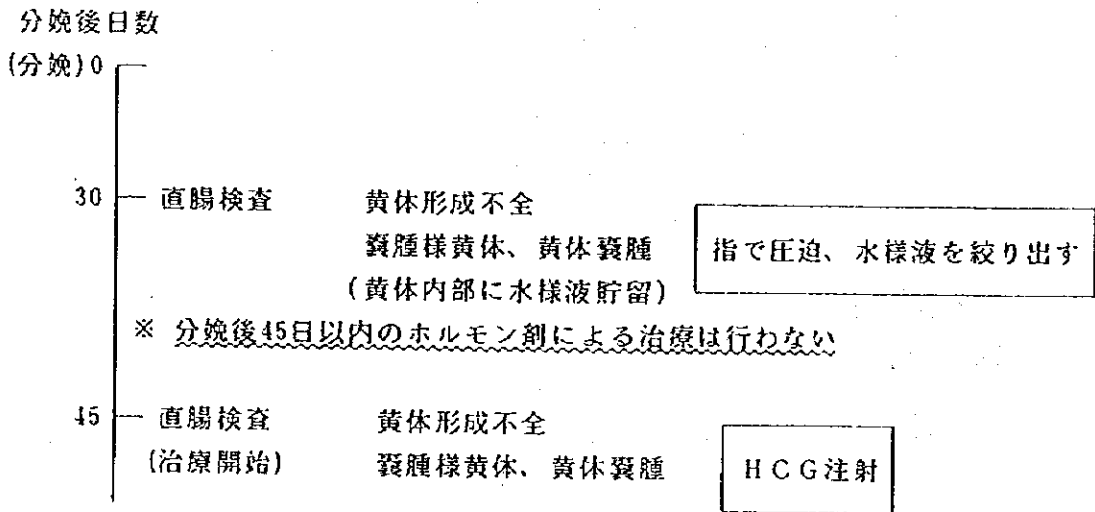 分娩後日数
(分娩) 0
30 直腸検査 黄体形成不全
嚢腫様黄体、黄体嚢腫 指で圧迫、水様液を絞り出す
(黄体内部に水様液貯留)
※ 分娩後45日以内のホルモン剤による治療は行わない
45 直腸検査 黄体形成不全
(治療開始) 嚢腫様黄体、黄体嚢腫 HCG注射